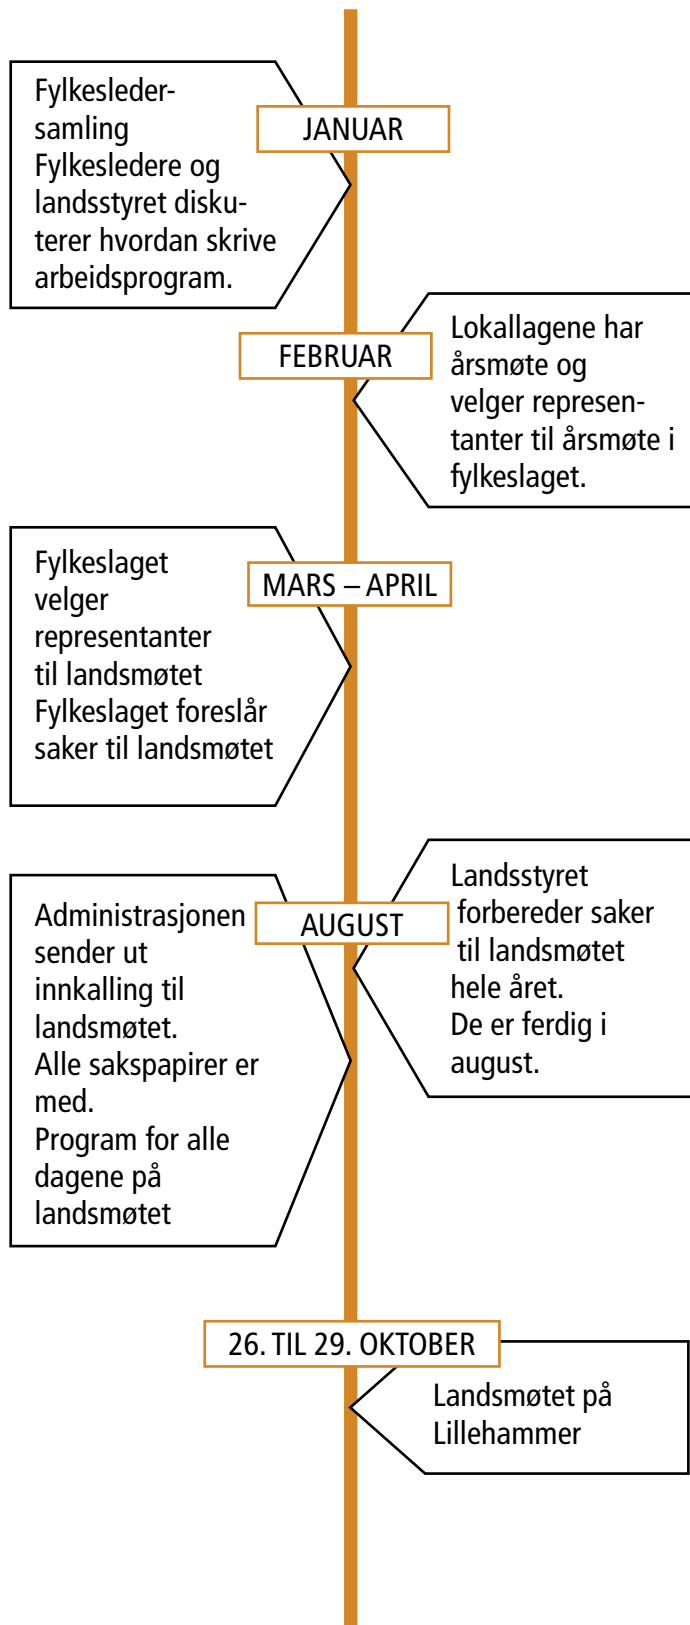 JANUAR
Fylkesleder-
samling
Fylkesledere og
landsstyret disku-
terer hvordan skrive
arbeidsprogram.
FEBRUAR
Lokallagene har
årsmøte og
velger represen-
tanter til årsmøte i
fylkeslaget.
MARS – APRIL
Fylkeslaget
velger
representanter
til landsmøtet
Fylkeslaget foreslår
saker til landsmøtet
AUGUST
Landsstyret
forbereder saker
til landsmøtet
hele året.
De er ferdig i
august.
Administrasjonen
sender ut
innkalling til
landsmøtet.
Alle sakspapirer er
med.
Program for alle
dagene på
landsmøtet
26. TIL 29. OKTOBER
Landsmøtet på
Lillehammer